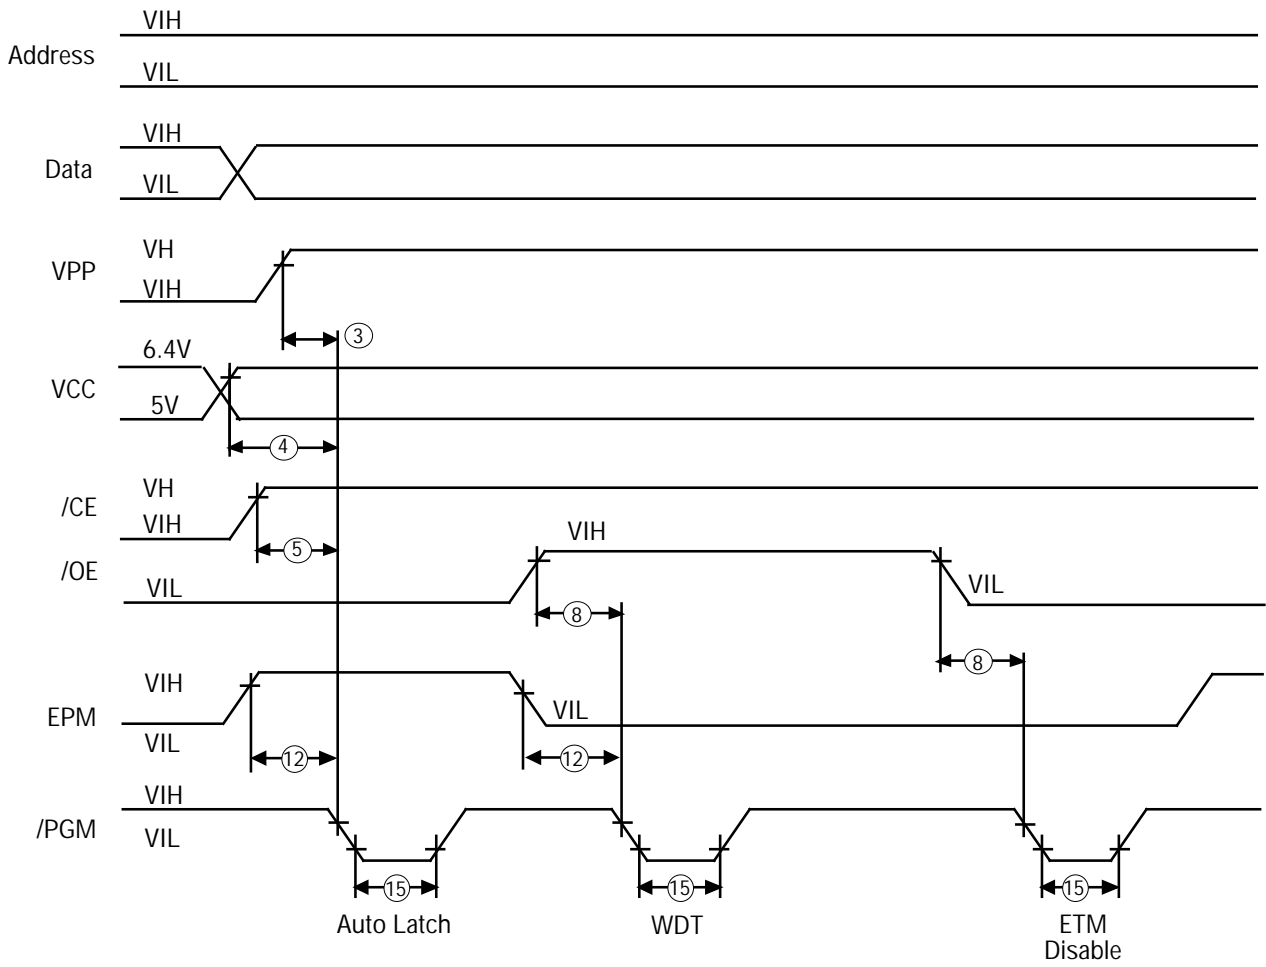 VIH
Address
VIL
VIH
Data
VIL
VH
VPP
VIH
3
6.4V
VCC
5V
4
VH
/CE
VIH
5
VIH
/OE
VIL
VIL
8
8
VIH
EPM
VIL
VIL
12
12
VIH
/PGM
VIL
15
15
15
Auto Latch
WDT
ETM
Disable